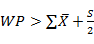 WP > ∑X̄ + s/2